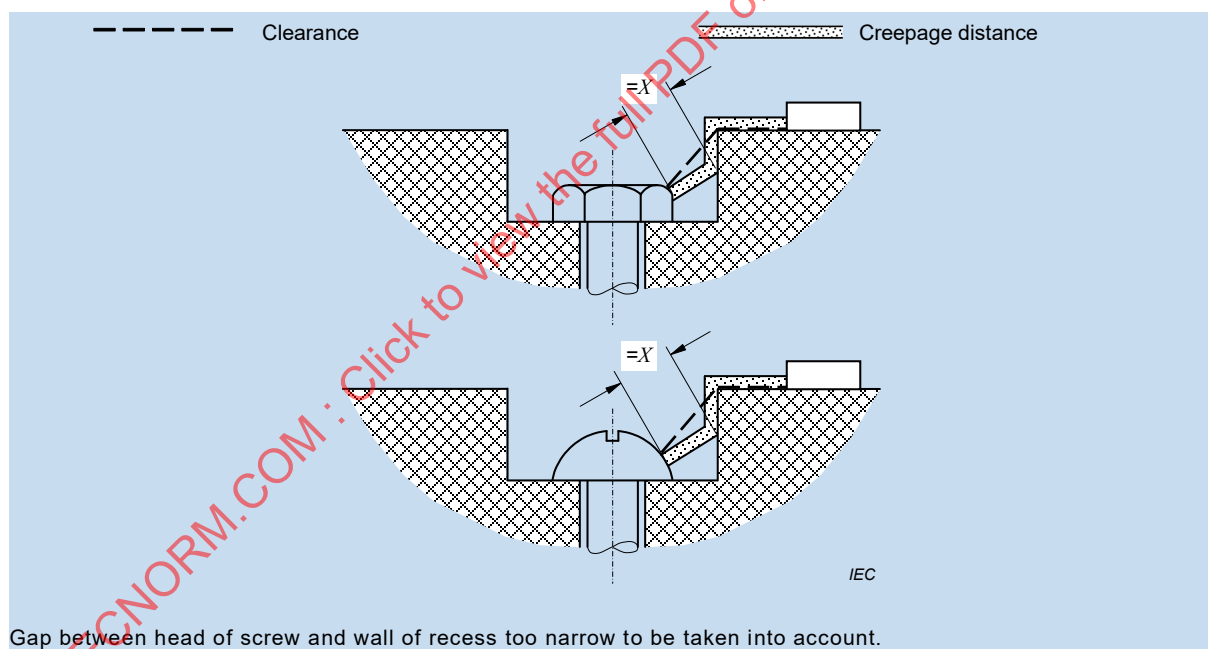 Clearance
Creepage distance
=X
=X
IEC
Gap between head of screw and wall of recess too narrow to be taken into account.
ECNORM.COM : Click to view the full PDF of